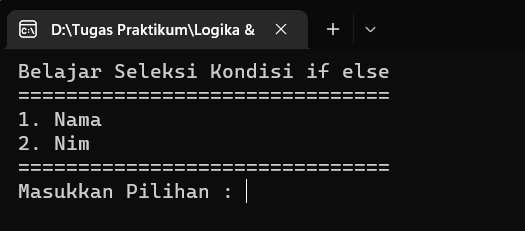 D:\Tugas Praktikum\Logika &
Belajar Seleksi Kondisi if else
===============================
1. Nama
2. Nim
===============================
Masukkan Pilihan :